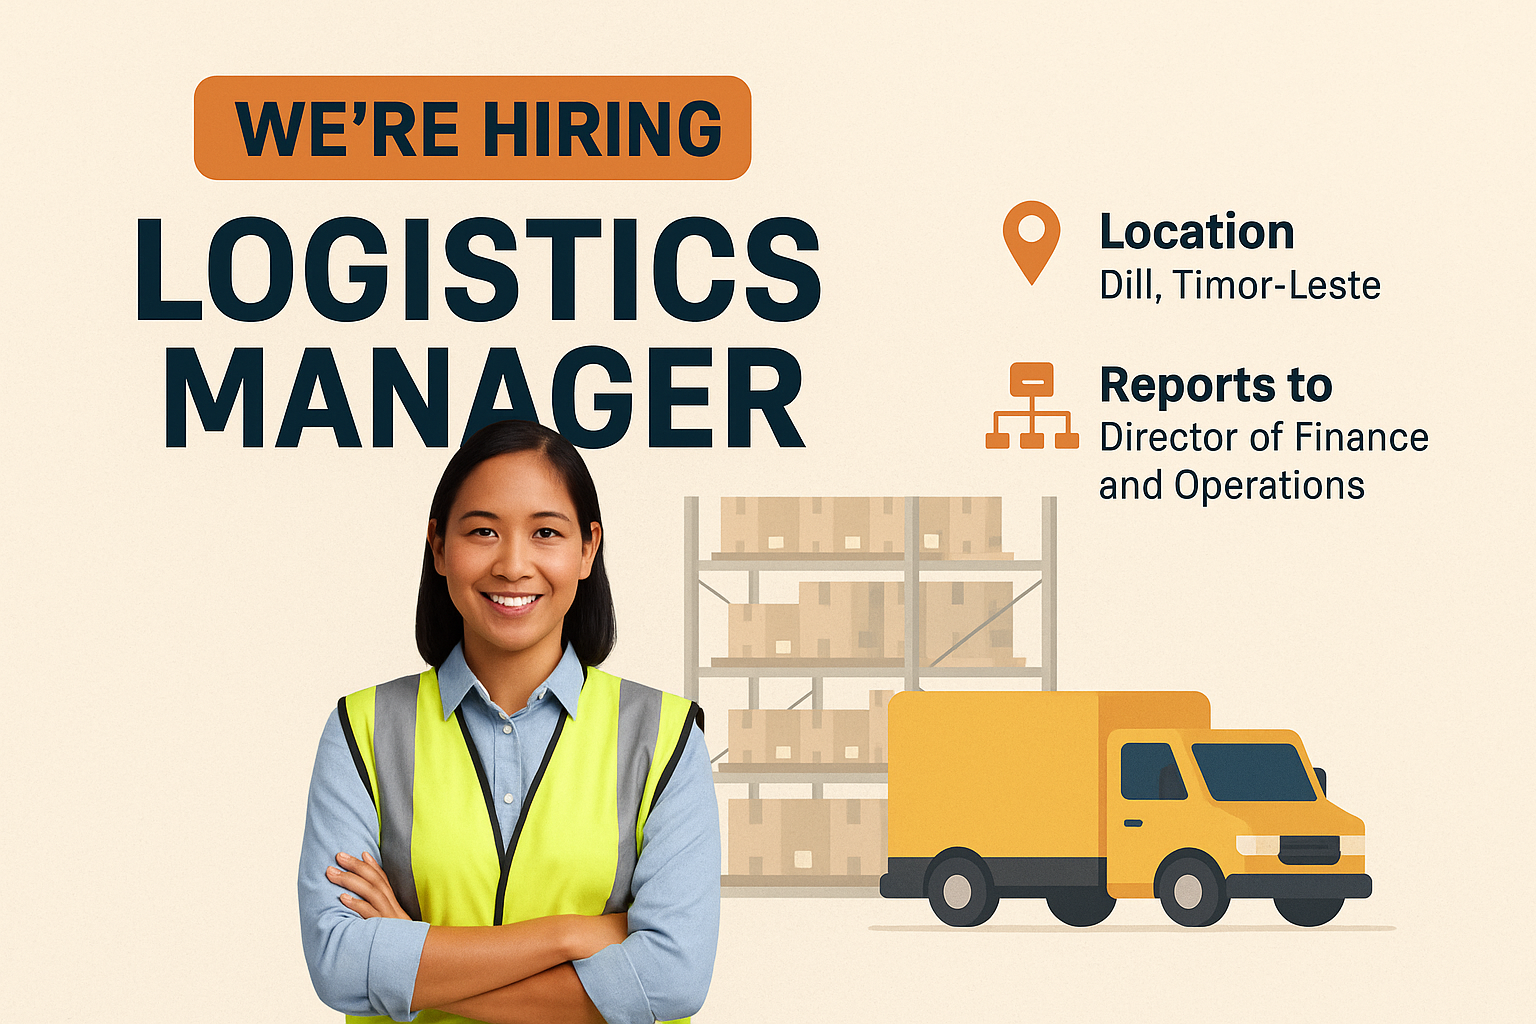 WE'RE HIRING
LOGISTICS
MANAGER
Location
Dill, Timor-Leste
Reports to
Director of Finance
and Operations